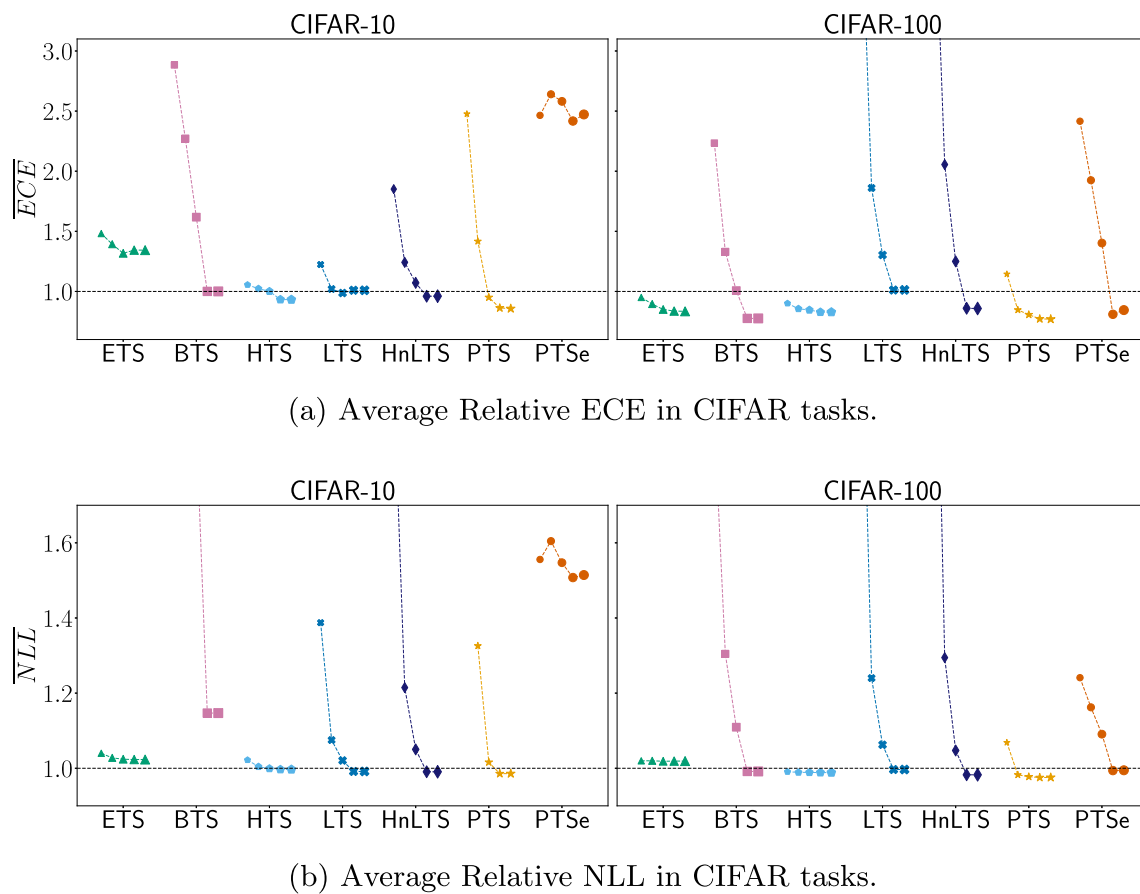 CIFAR-10 CIFAR-100
3.0
2.5
2.0
1.5
1.0
ECE
ETS BTS HTS LTS HnLTS PTS PTSe ETS BTS HTS LTS HnLTS PTS PTSe
(a) Average Relative ECE in CIFAR tasks.
CIFAR-10 CIFAR-100
1.6
1.4
1.2
1.0
NLL
ETS BTS HTS LTS HnLTS PTS PTSe ETS BTS HTS LTS HnLTS PTS PTSe
(b) Average Relative NLL in CIFAR tasks.